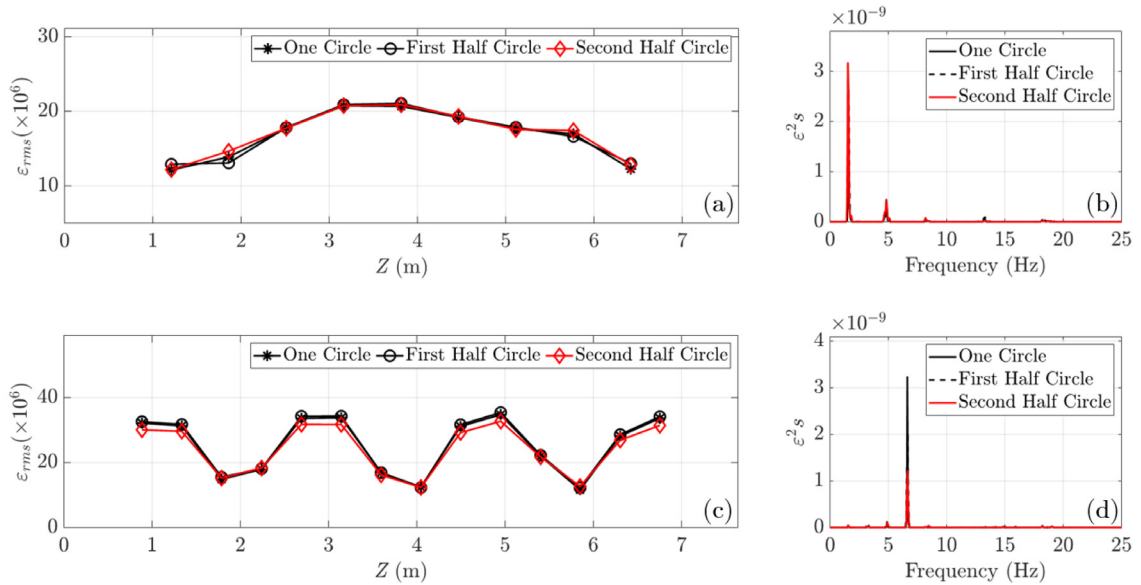 30
20
10
ε_rms(×10⁶)
One Circle First Half Circle Second Half Circle
(a)
0 1 2 3 4 5 6 7
Z (m)
×10⁻⁹
3
2
1
0
ε²s
One Circle
First Half Circle
Second Half Circle
(b)
0 5 10 15 20 25
Frequency (Hz)
40
20
0
ε_rms(×10⁶)
One Circle First Half Circle Second Half Circle
(c)
0 1 2 3 4 5 6 7
Z (m)
×10⁻⁹
4
3
2
1
0
ε²s
One Circle
First Half Circle
Second Half Circle
(d)
0 5 10 15 20 25
Frequency (Hz)